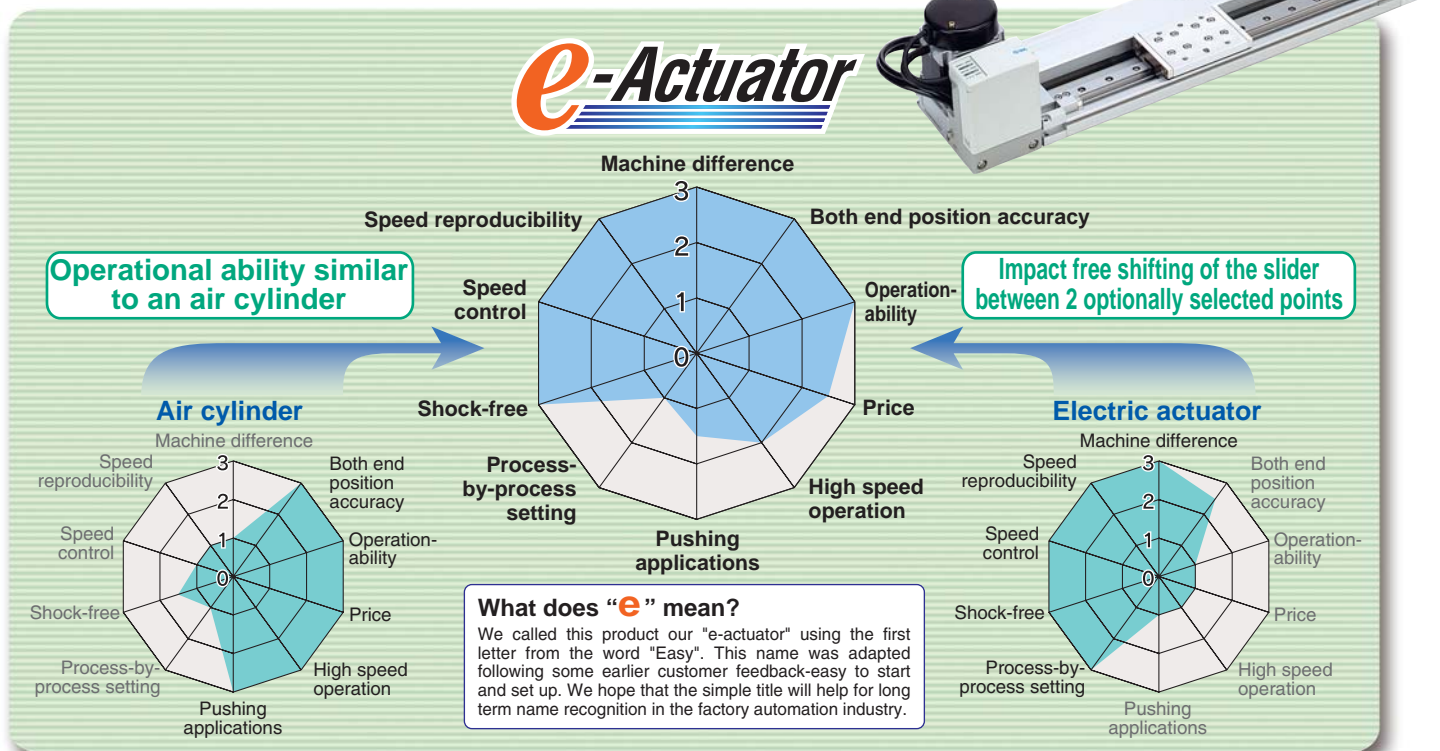 e-Actuator
Machine difference
Speed reproducibility
Both end position accuracy
Operational ability similar
to an air cylinder
Impact free shifting of the slider
between 2 optionally selected points
Speed
control
Operation-
ability
Shock-free
Price
Process-
by-process
setting
High speed
operation
Pushing
applications
3
2
1
0
Air cylinder
Machine difference
Speed
reproducibility
Both end
position
accuracy
Speed
control
Operation-
ability
Shock-free
Price
Process-by-
process setting
High speed
operation
Pushing
applications
3
2
1
0
What does “e” mean?
We called this product our "e-actuator" using the first
letter from the word "Easy". This name was adapted
following some earlier customer feedback-easy to start
and set up. We hope that the simple title will help for long
term name recognition in the factory automation industry.
Electric actuator
Machine difference
Speed
reproducibility
Both end
position
accuracy
Speed
control
Operation-
ability
Shock-free
Price
Process-by-
process setting
High speed
operation
Pushing
applications
3
2
1
0